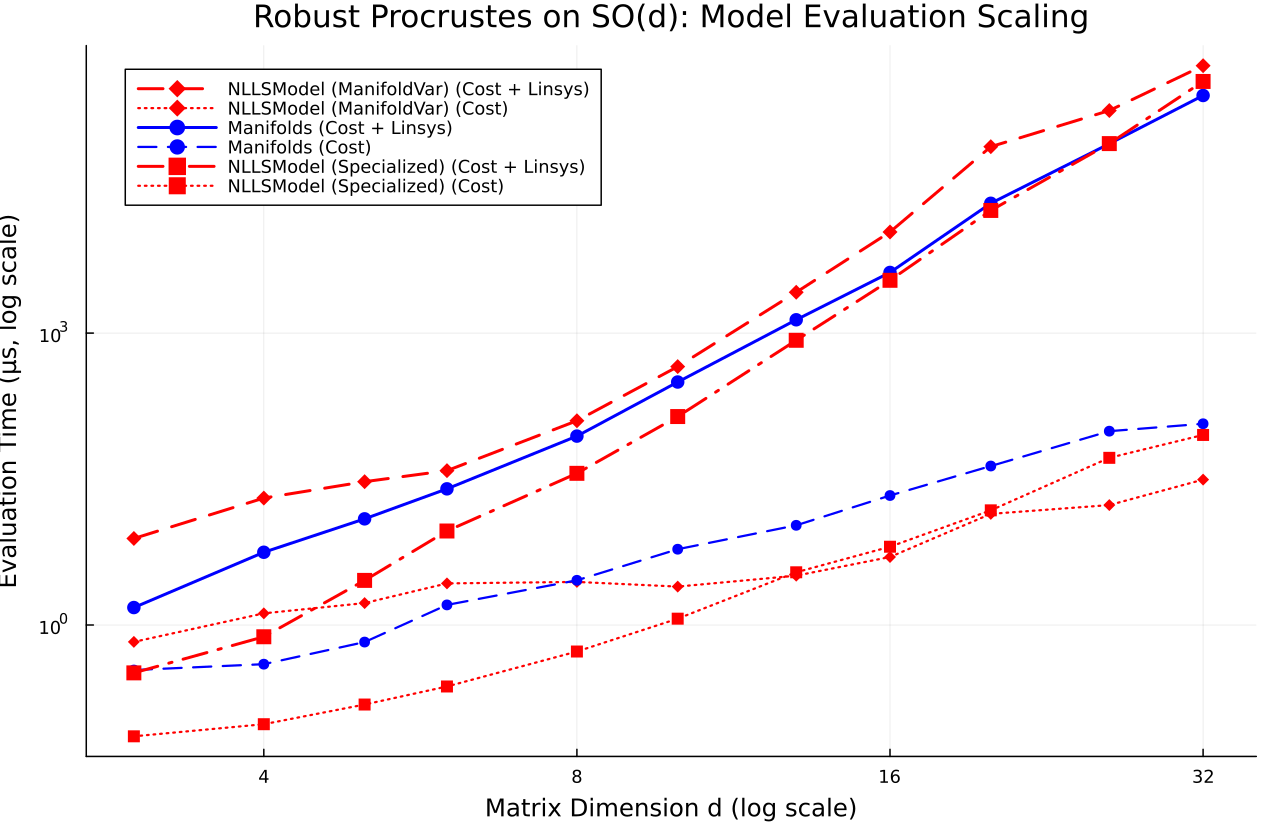 Robust Procrustes on SO(d): Model Evaluation Scaling
NLLSModel (ManifoldVar) (Cost + Linsys)
NLLSModel (ManifoldVar) (Cost)
Manifolds (Cost + Linsys)
Manifolds (Cost)
NLLSModel (Specialized) (Cost + Linsys)
NLLSModel (Specialized) (Cost)
Evaluation Time (µs, log scale)
10³
10⁰
4
8
16
32
Matrix Dimension d (log scale)